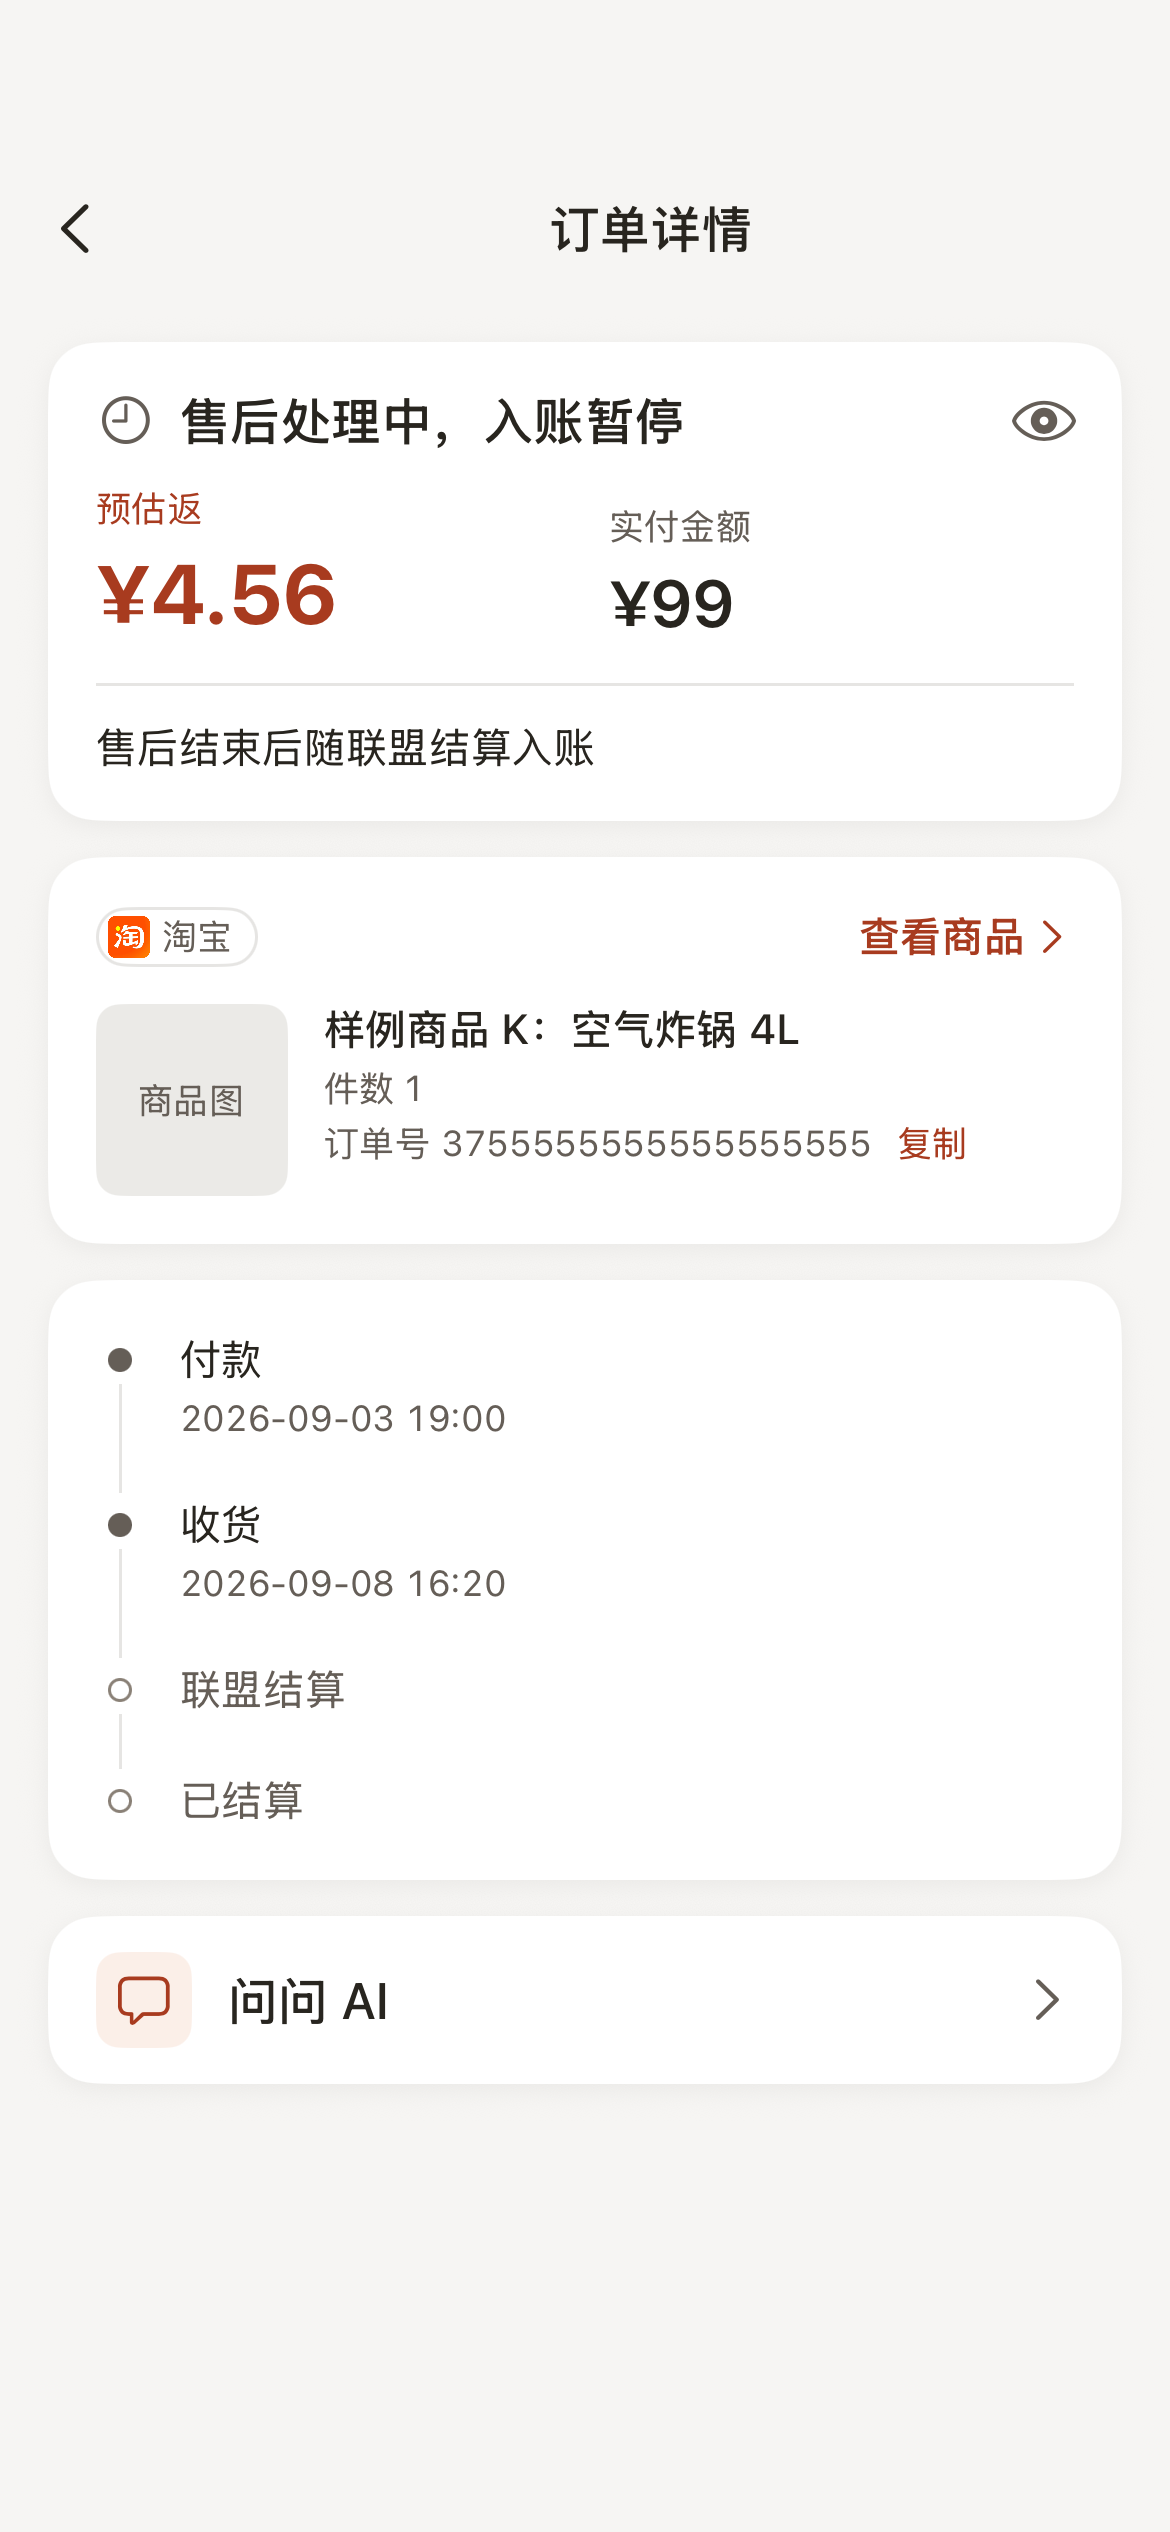 订单详情
售后处理中，入账暂停
预估返
实付金额
¥4.56
¥99
售后结束后随联盟结算入账
淘 淘宝
查看商品
商品图
样例商品 K：空气炸锅 4L
件数 1
订单号 3755555555555555555 复制
付款
2026-09-03 19:00
收货
2026-09-08 16:20
联盟结算
已结算
问问 AI